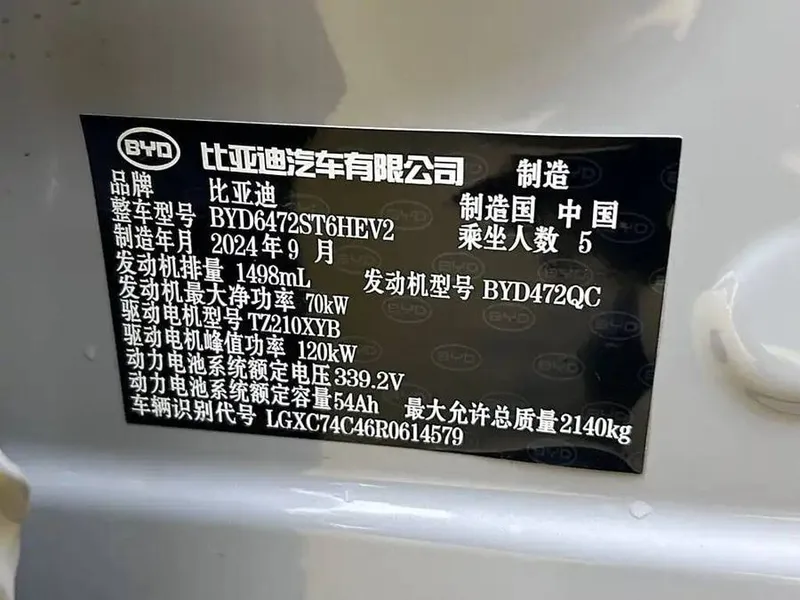 BYD 比亚迪汽车有限公司 制造
品牌 比亚迪 制造国 中国
整车型号 BYD6472ST6HEV2 乘坐人数 5
制造年月 2024年9月
发动机排量 1498mL 发动机型号 BYD472QC
发动机最大净功率 70kW
驱动电机型号 TZ210XYB
驱动电机峰值功率 120kW
动力电池系统额定电压 339.2V
动力电池系统额定容量 54Ah 最大允许总质量 2140kg
车辆识别代号 LGXC74C46R0614579